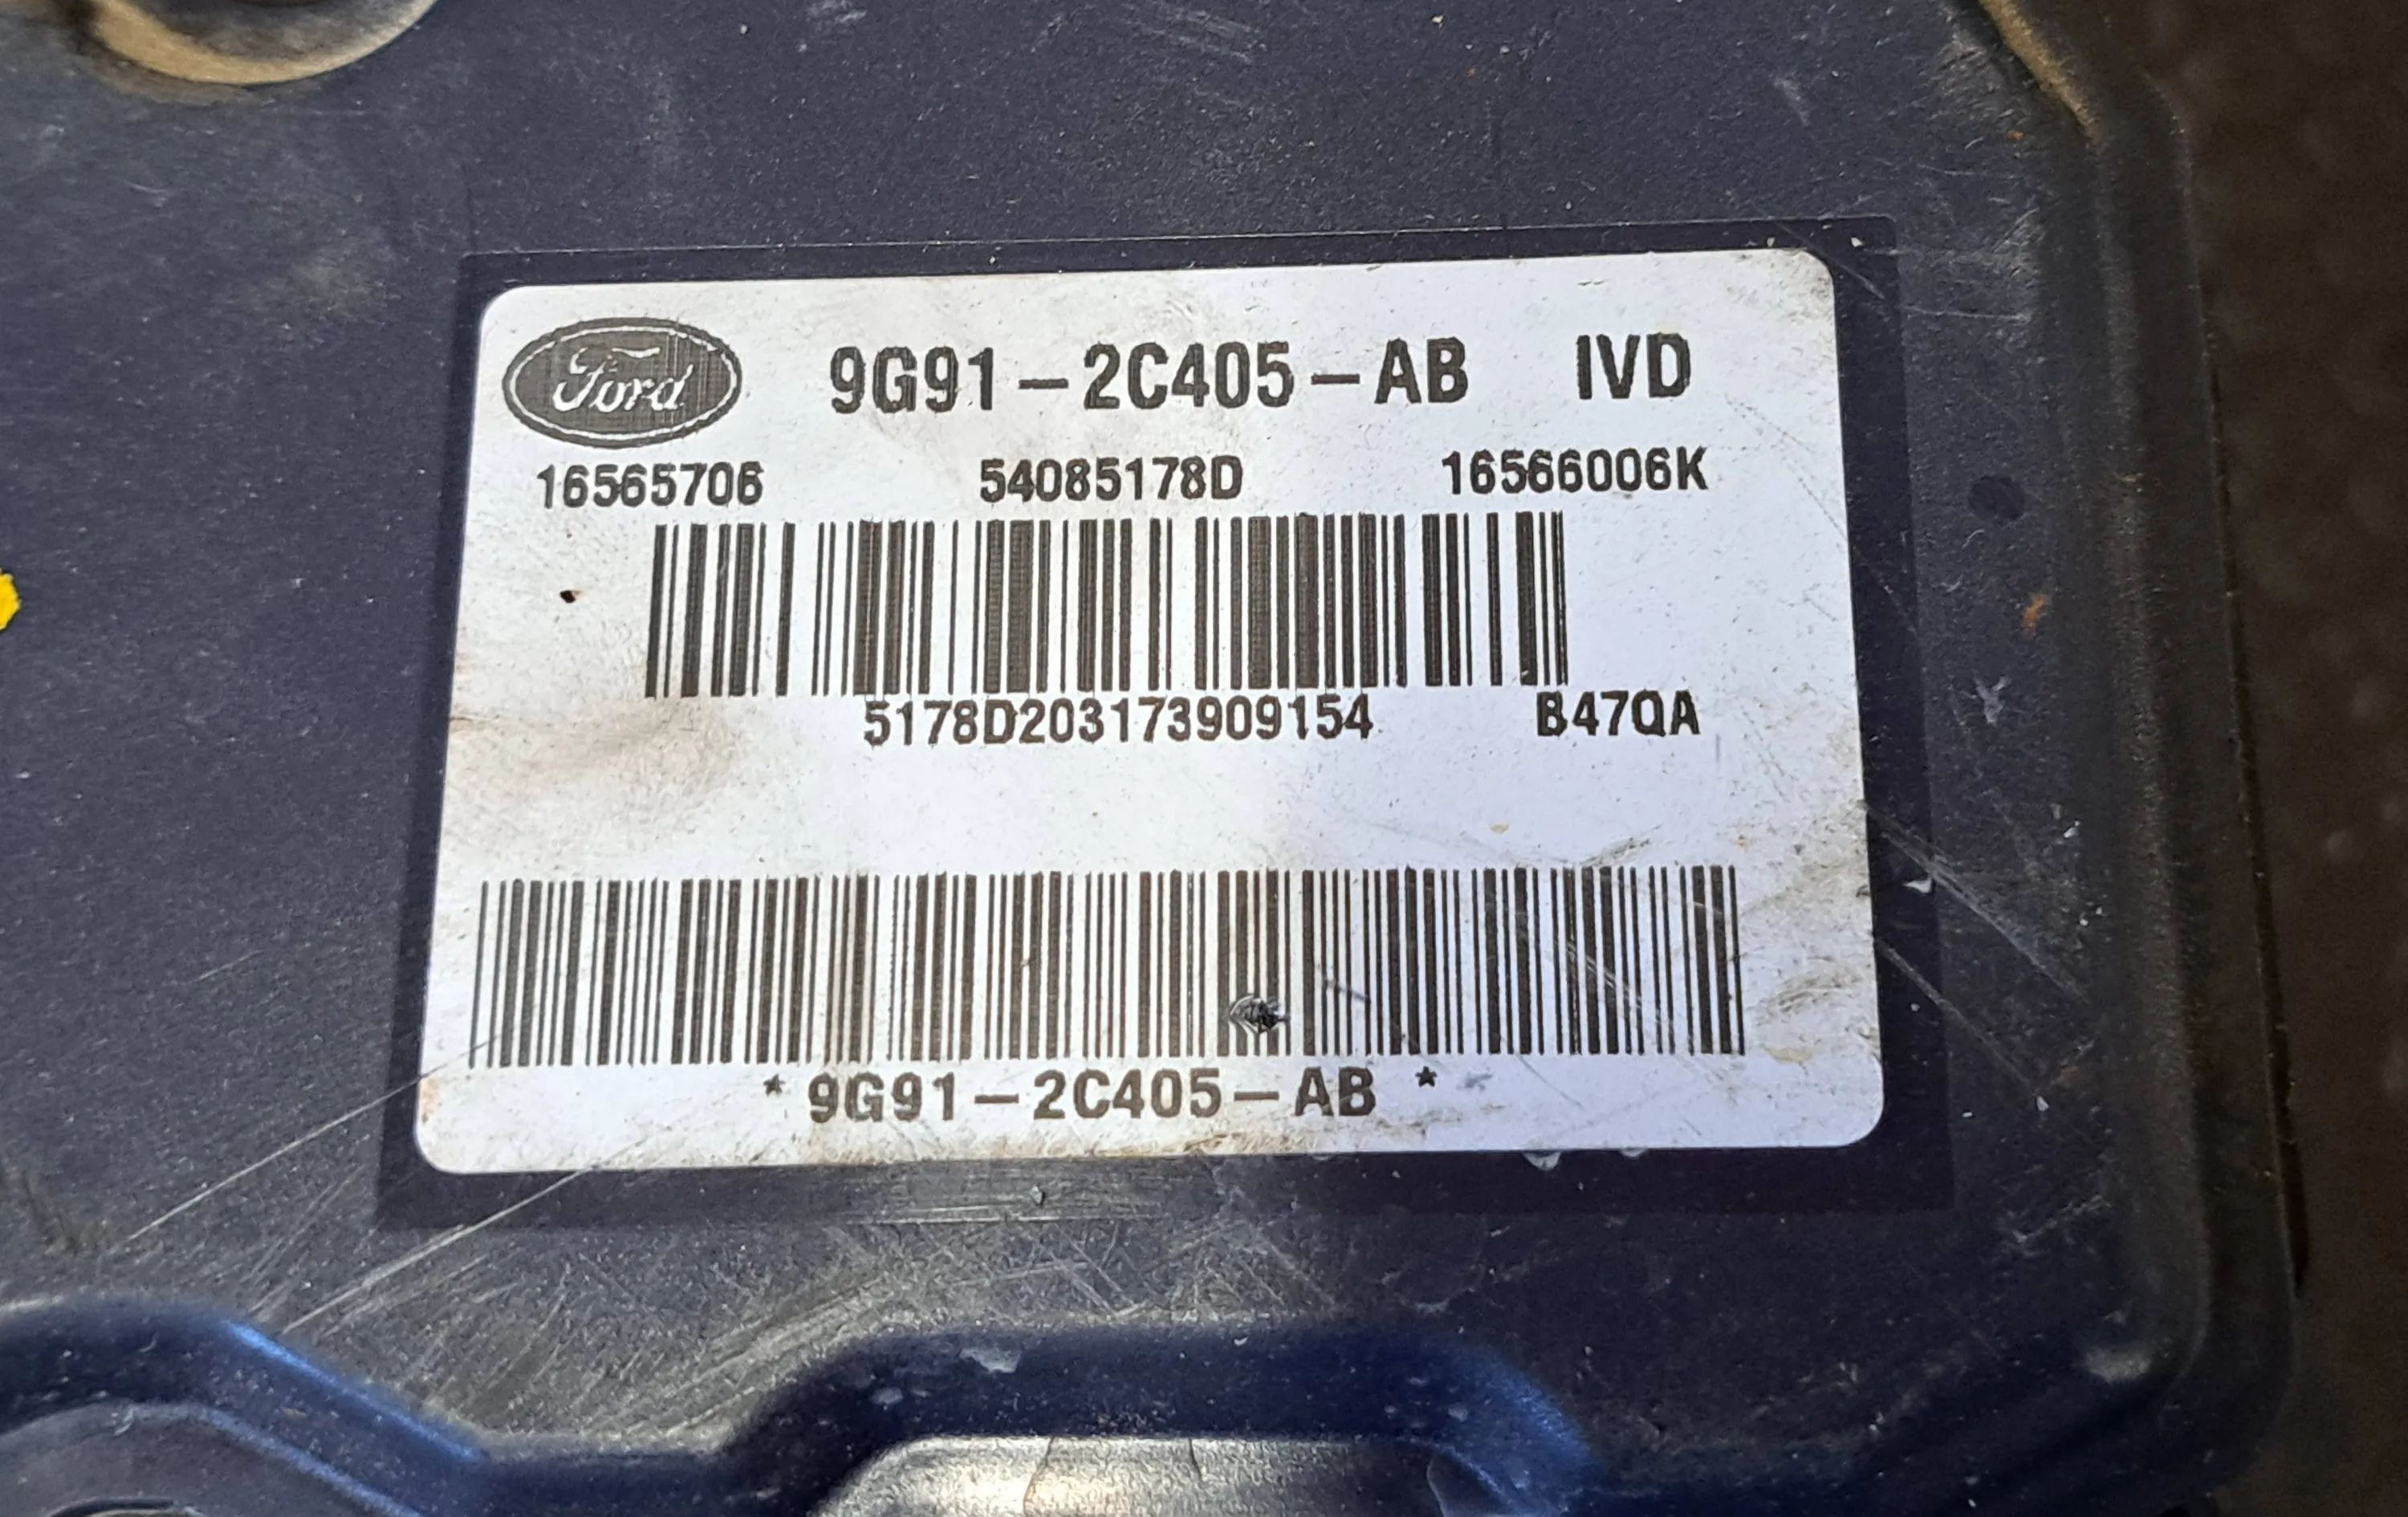 Ford 9G91-2C405-AB IVD
16565706 54085178D 16566006K
5178D203173909154 B47QA
*9G91-2C405-AB*